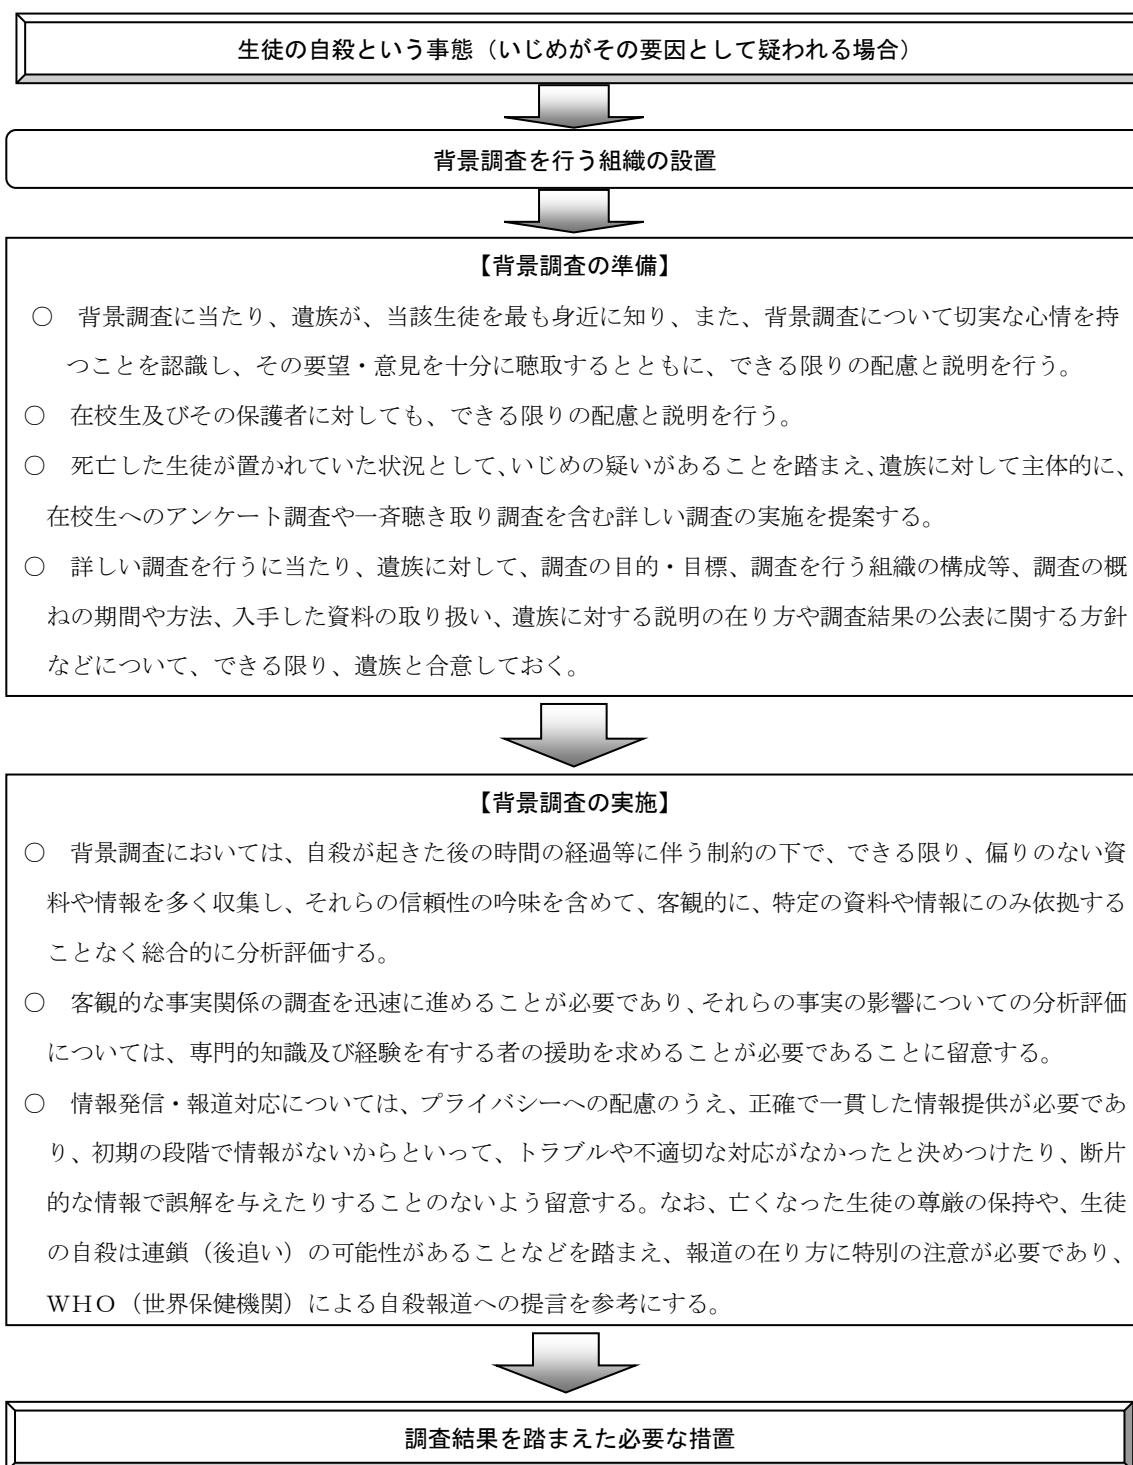 生徒の自殺という事態（いじめがその要因として疑われる場合）
背景調査を行う組織の設置
【背景調査の準備】
○　背景調査に当たり、遺族が、当該生徒を最も身近に知り、また、背景調査について切実な心情を持
つことを認識し、その要望・意見を十分に聴取するとともに、できる限りの配慮と説明を行う。
○　在校生及びその保護者に対しても、できる限りの配慮と説明を行う。
○　死亡した生徒が置かれていた状況として、いじめの疑いがあることを踏まえ、遺族に対して主体的に、
在校生へのアンケート調査や一斉聴き取り調査を含む詳しい調査の実施を提案する。
○　詳しい調査を行うに当たり、遺族に対して、調査の目的・目標、調査を行う組織の構成等、調査の概
ねの期間や方法、入手した資料の取り扱い、遺族に対する説明の在り方や調査結果の公表に関する方針
などについて、できる限り、遺族と合意しておく。
【背景調査の実施】
○　背景調査においては、自殺が起きた後の時間の経過等に伴う制約の下で、できる限り、偏りのない資
料や情報を多く収集し、それらの信頼性の吟味を含めて、客観的に、特定の資料や情報にのみ依拠する
ことなく総合的に分析評価する。
○　客観的な事実関係の調査を迅速に進めることが必要であり、それらの事実の影響についての分析評価
については、専門的知識及び経験を有する者の援助を求めることが必要であることに留意する。
○　情報発信・報道対応については、プライバシーへの配慮のうえ、正確で一貫した情報提供が必要であ
り、初期の段階で情報がないからといって、トラブルや不適切な対応がなかったと決めつけたり、断片
的な情報で誤解を与えたりすることのないよう留意する。なお、亡くなった生徒の尊厳の保持や、生徒
の自殺は連鎖（後追い）の可能性があることなどを踏まえ、報道の在り方に特別の注意が必要であり、
ＷＨＯ（世界保健機関）による自殺報道への提言を参考にする。
調査結果を踏まえた必要な措置